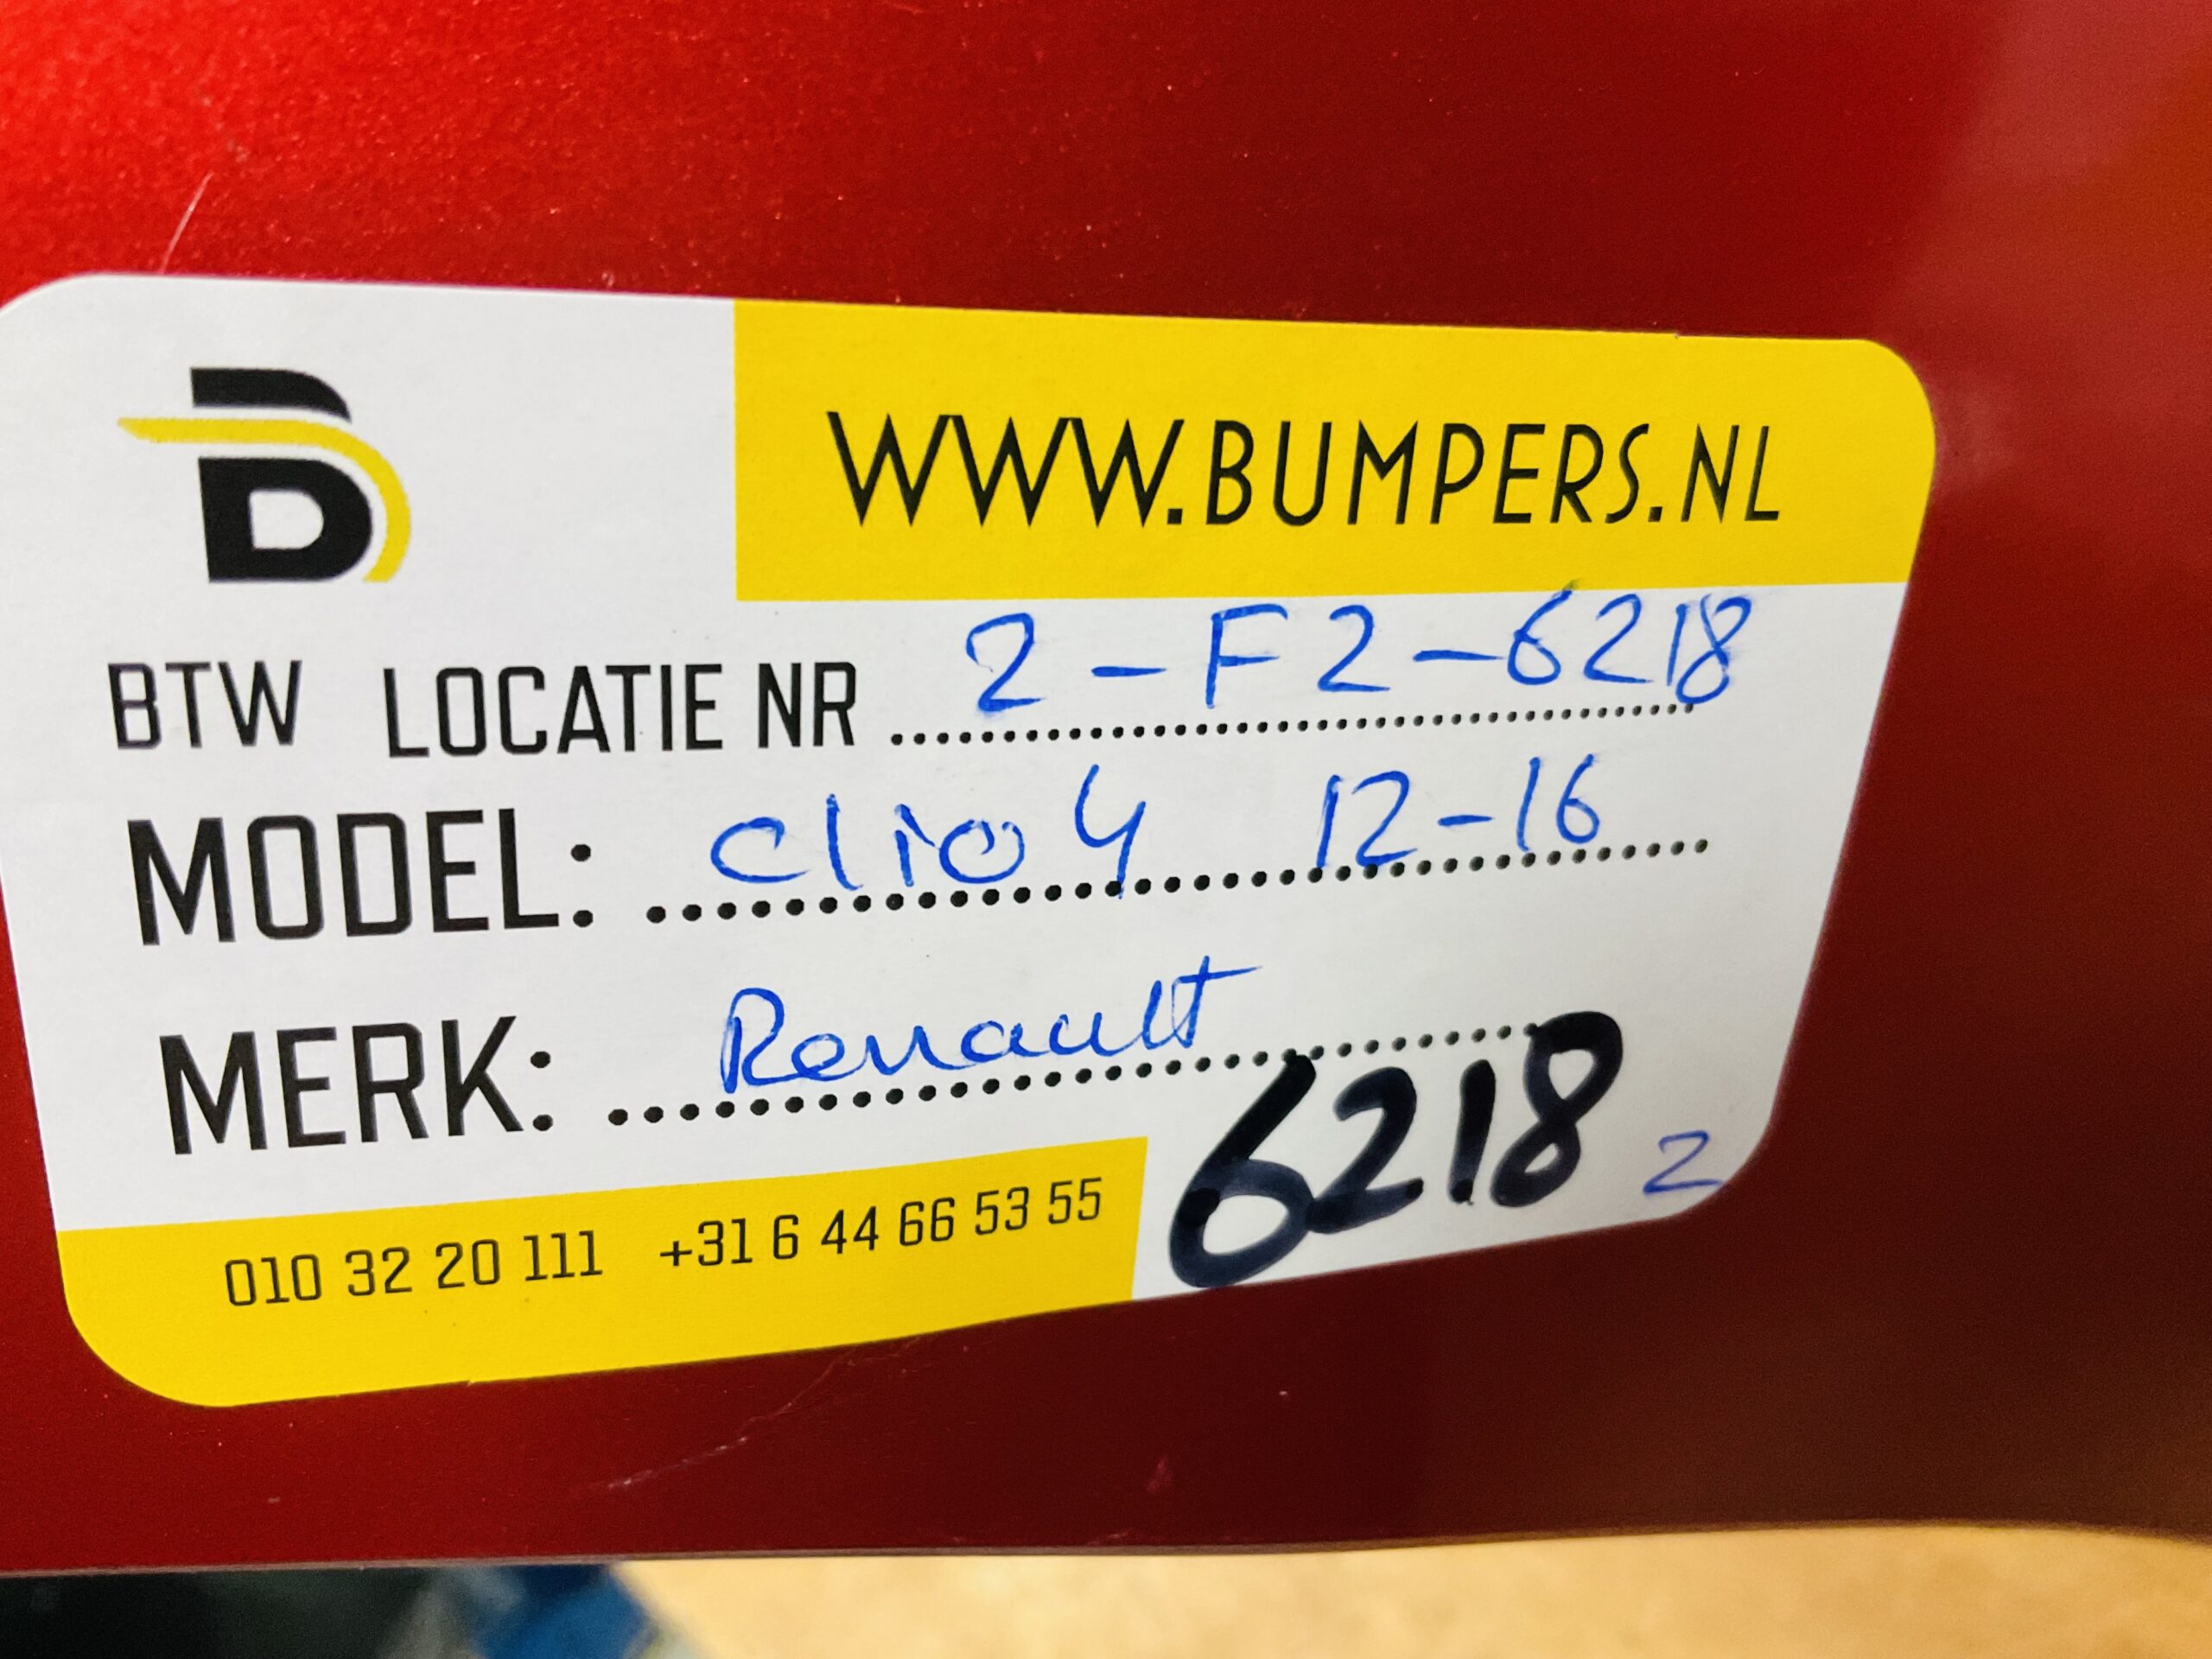 B
WWW.BUMPERS.NL
BTW LOCATIE NR 2-F2-6218
MODEL: clio 4 12-16
MERK: Renault
6218 2
010 32 20 111 +31 6 44 66 53 55